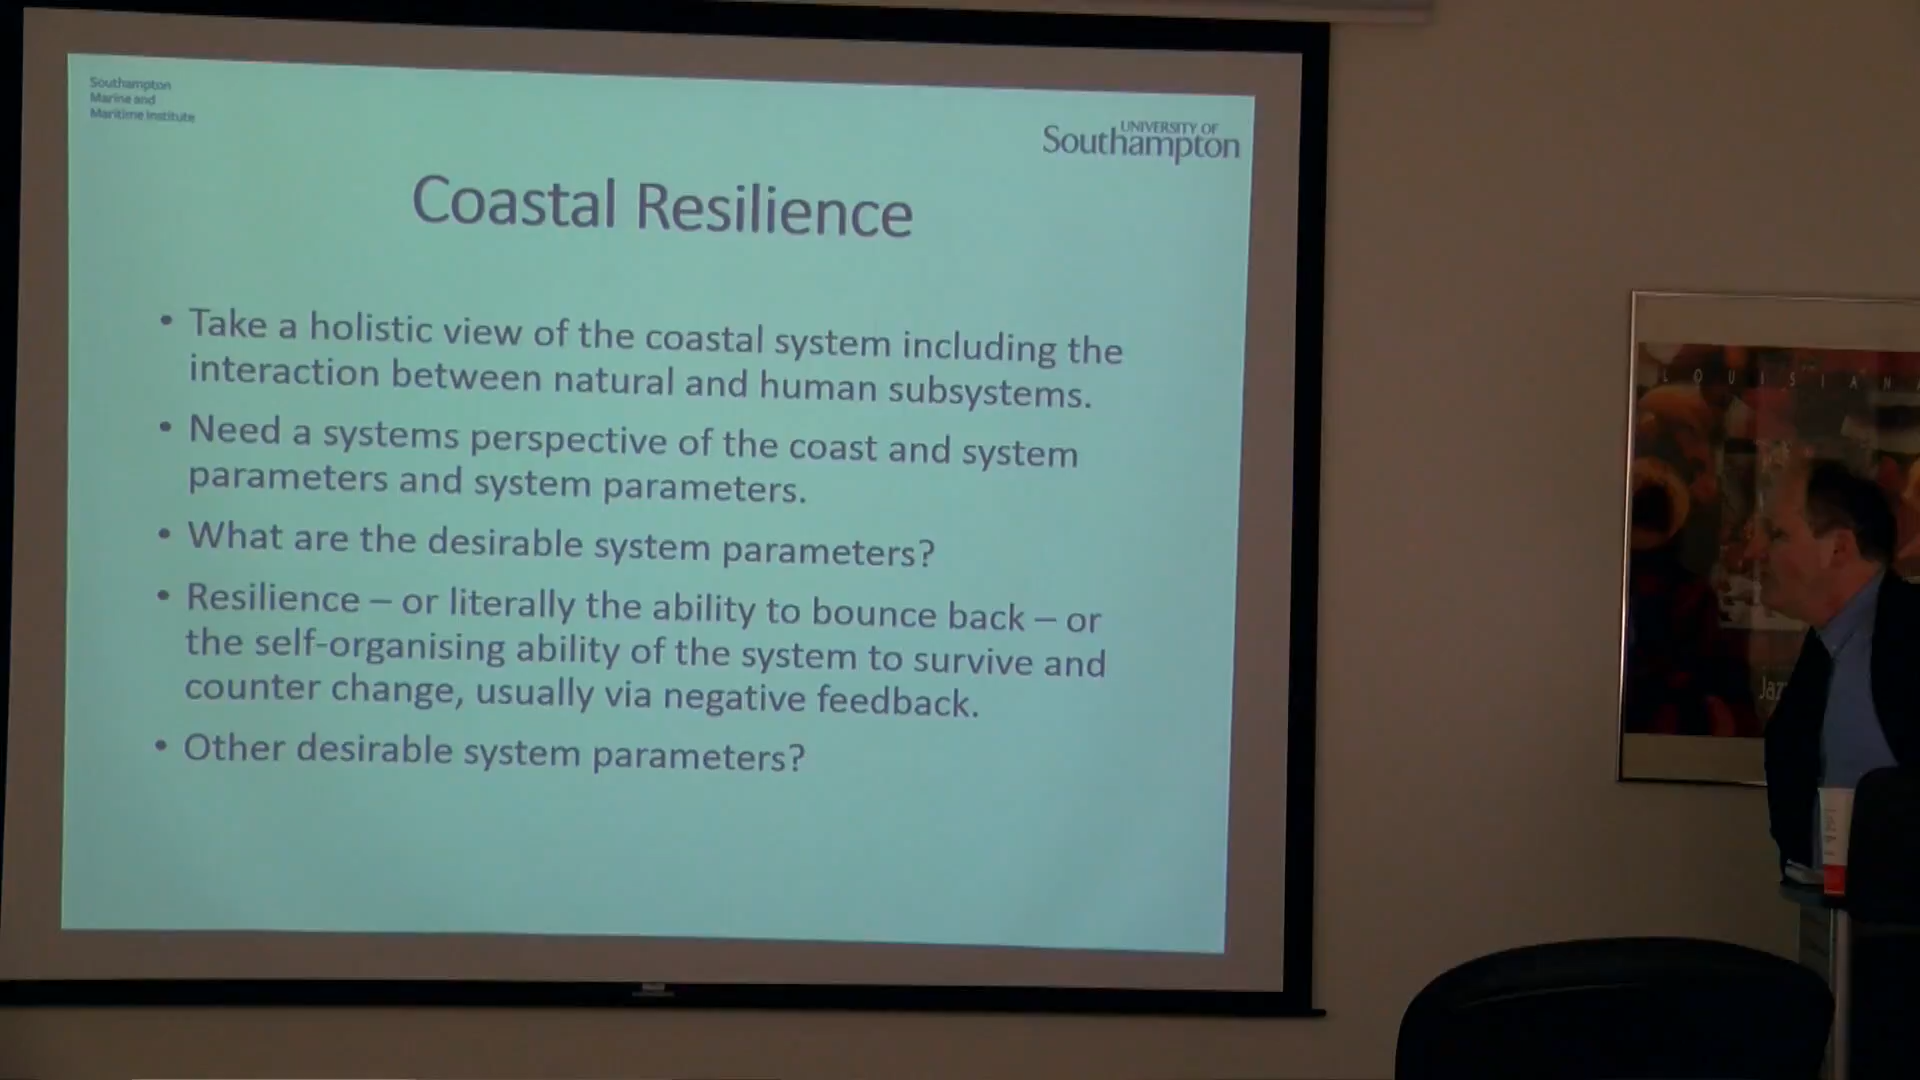 Southampton
Marine and
Maritime Institute
UNIVERSITY OF
Southampton
Coastal Resilience
• Take a holistic view of the coastal system including the
interaction between natural and human subsystems.
• Need a systems perspective of the coast and system
parameters and system parameters.
• What are the desirable system parameters?
• Resilience – or literally the ability to bounce back – or
the self-organising ability of the system to survive and
counter change, usually via negative feedback.
• Other desirable system parameters?
LOUISIAN
Jaz